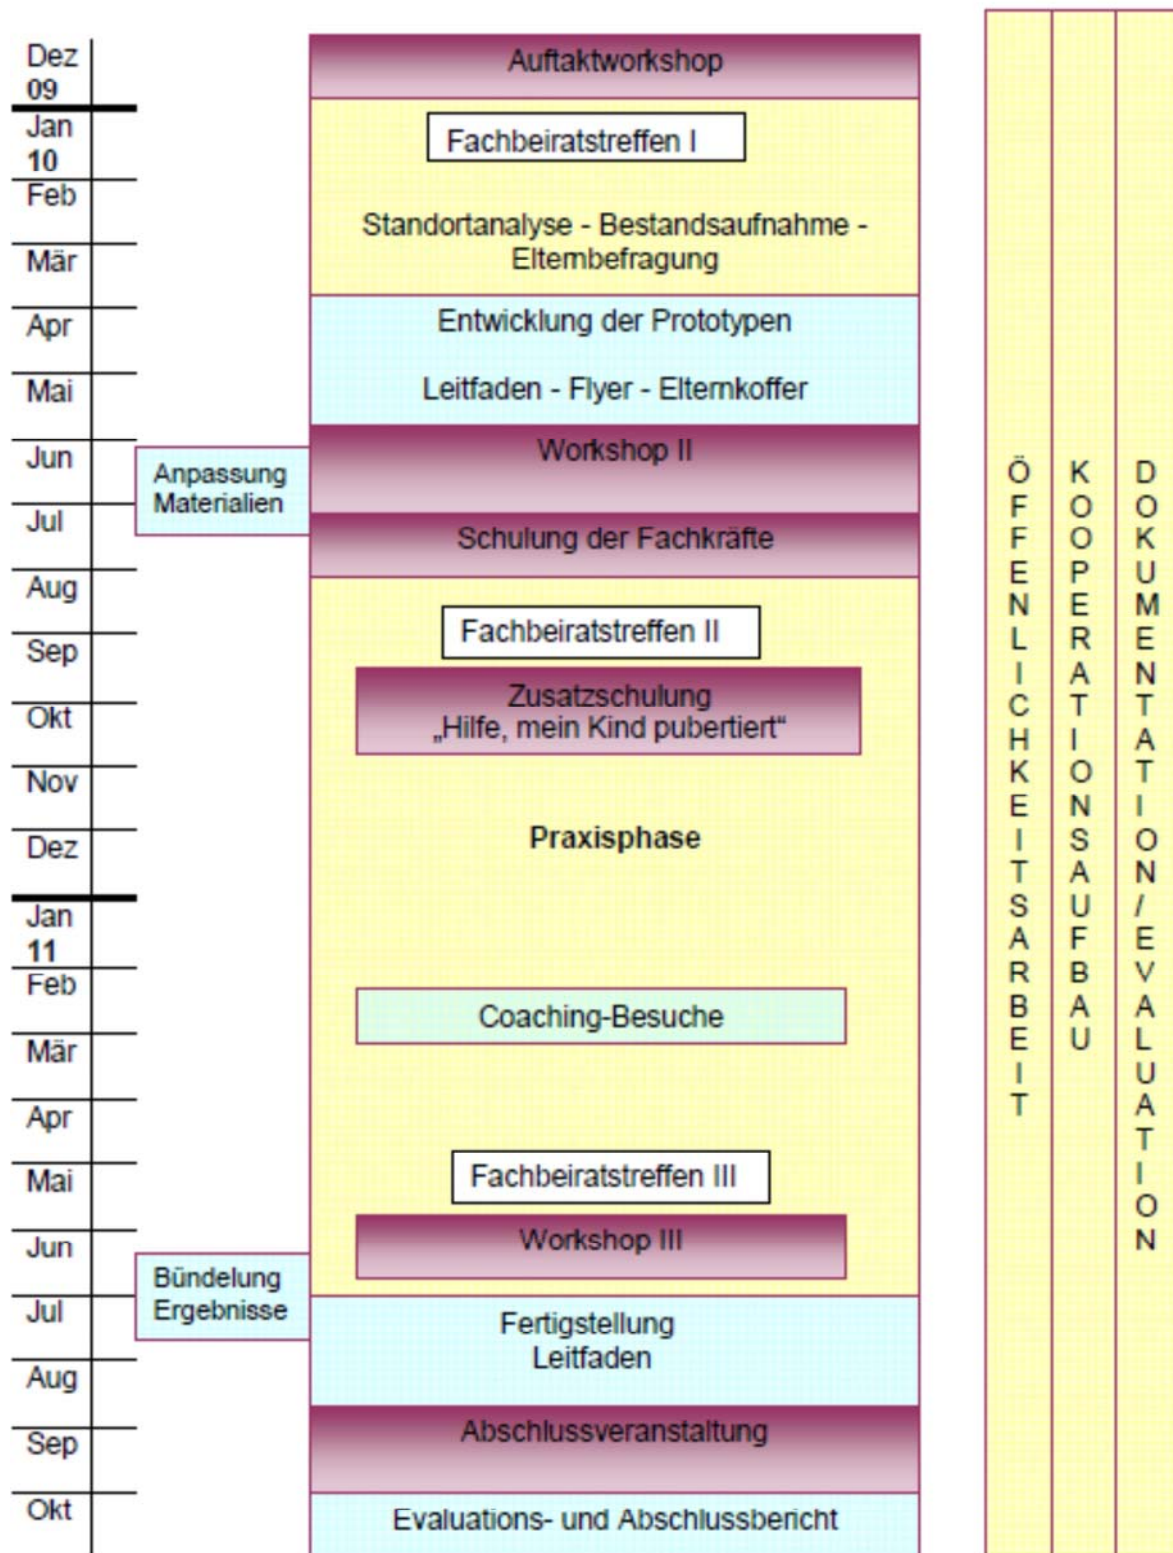 Dez
09
Jan
10
Feb
Mär
Apr
Mai
Jun
Jul
Aug
Sep
Okt
Nov
Dez
Jan
11
Feb
Mär
Apr
Mai
Jun
Jul
Aug
Sep
Okt
Anpassung
Materialien
Bündelung
Ergebnisse
Auftaktworkshop
Fachbeiratstreffen I
Standortanalyse - Bestandsaufnahme -
Elternbefragung
Entwicklung der Prototypen
Leitfaden - Flyer - Elternkoffer
Workshop II
Schulung der Fachkräfte
Fachbeiratstreffen II
Zusatzschulung
„Hilfe, mein Kind pubertiert“
Praxisphase
Coaching-Besuche
Fachbeiratstreffen III
Workshop III
Fertigstellung
Leitfaden
Abschlussveranstaltung
Evaluations- und Abschlussbericht
ÖFFENLICHKEITSARBEIT
KOOPERATIONSAUFBAU
DOKUMENTATION/EVALUATION